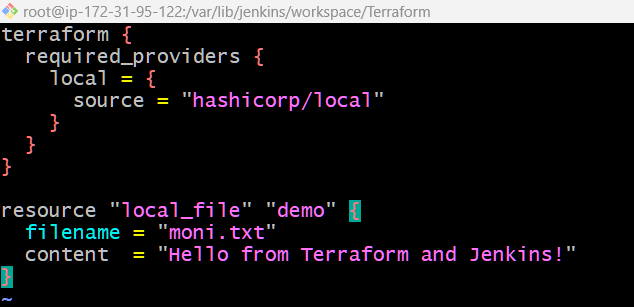 root@ip-172-31-95-122:/var/lib/jenkins/workspace/Terraform
terraform {
  required_providers {
    local = {
      source = "hashicorp/local"
    }
  }
}

resource "local_file" "demo" {
  filename = "moni.txt"
  content  = "Hello from Terraform and Jenkins!"
}
~